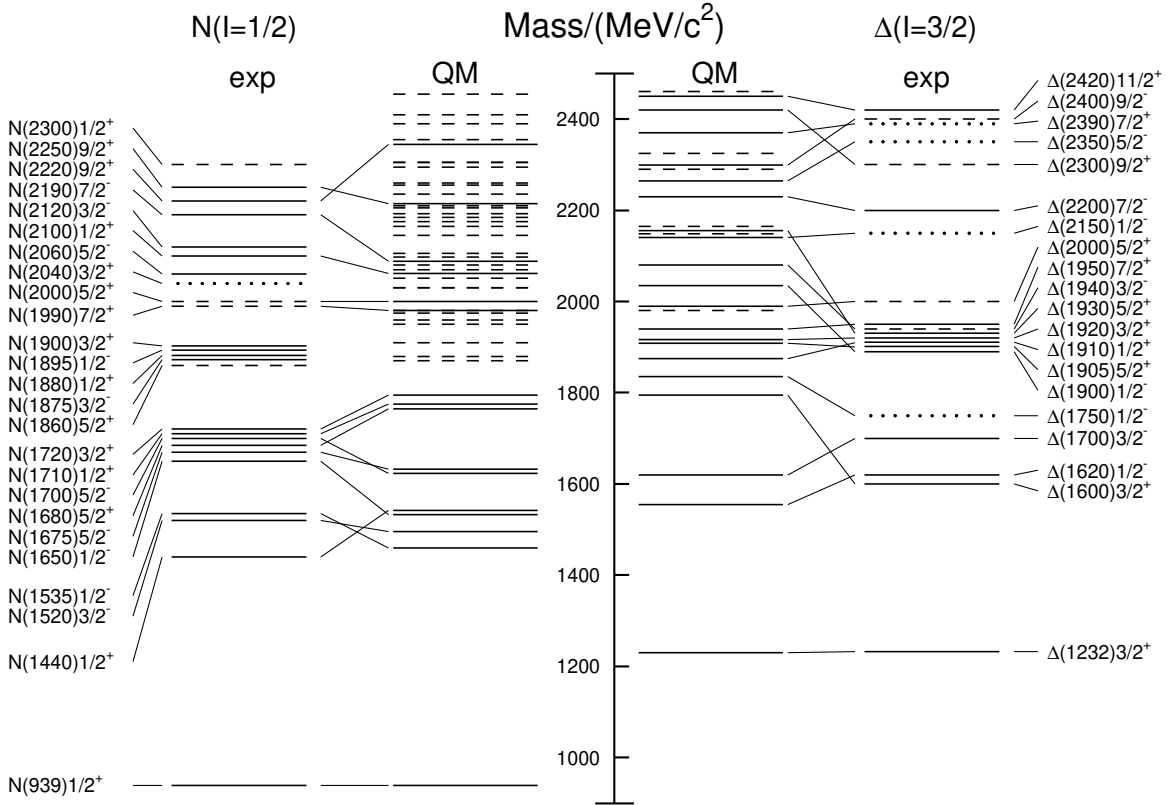 N(I=1/2)
Mass/(MeV/c²)
Δ(I=3/2)
exp
QM
QM
exp
N(2300)1/2⁺
N(2250)9/2⁺
N(2220)9/2⁺
N(2190)7/2⁻
N(2120)3/2⁻
N(2100)1/2⁺
N(2060)5/2⁻
N(2040)3/2⁺
N(2000)5/2⁺
N(1990)7/2⁺
N(1900)3/2⁺
N(1895)1/2⁻
N(1880)1/2⁺
N(1875)3/2⁻
N(1860)5/2⁺
N(1720)3/2⁺
N(1710)1/2⁺
N(1700)5/2⁻
N(1680)5/2⁺
N(1675)5/2⁻
N(1650)1/2⁻
N(1535)1/2⁻
N(1520)3/2⁻
N(1440)1/2⁺
N(939)1/2⁺
2400
2200
2000
1800
1600
1400
1200
1000
Δ(2420)11/2⁺
Δ(2400)9/2⁻
Δ(2390)7/2⁺
Δ(2350)5/2⁻
Δ(2300)9/2⁺
Δ(2200)7/2⁻
Δ(2150)1/2⁻
Δ(2000)5/2⁺
Δ(1950)7/2⁺
Δ(1940)3/2⁻
Δ(1930)5/2⁺
Δ(1920)3/2⁺
Δ(1910)1/2⁺
Δ(1905)5/2⁺
Δ(1900)1/2⁻
Δ(1750)1/2⁻
Δ(1700)3/2⁻
Δ(1620)1/2⁻
Δ(1600)3/2⁺
Δ(1232)3/2⁺